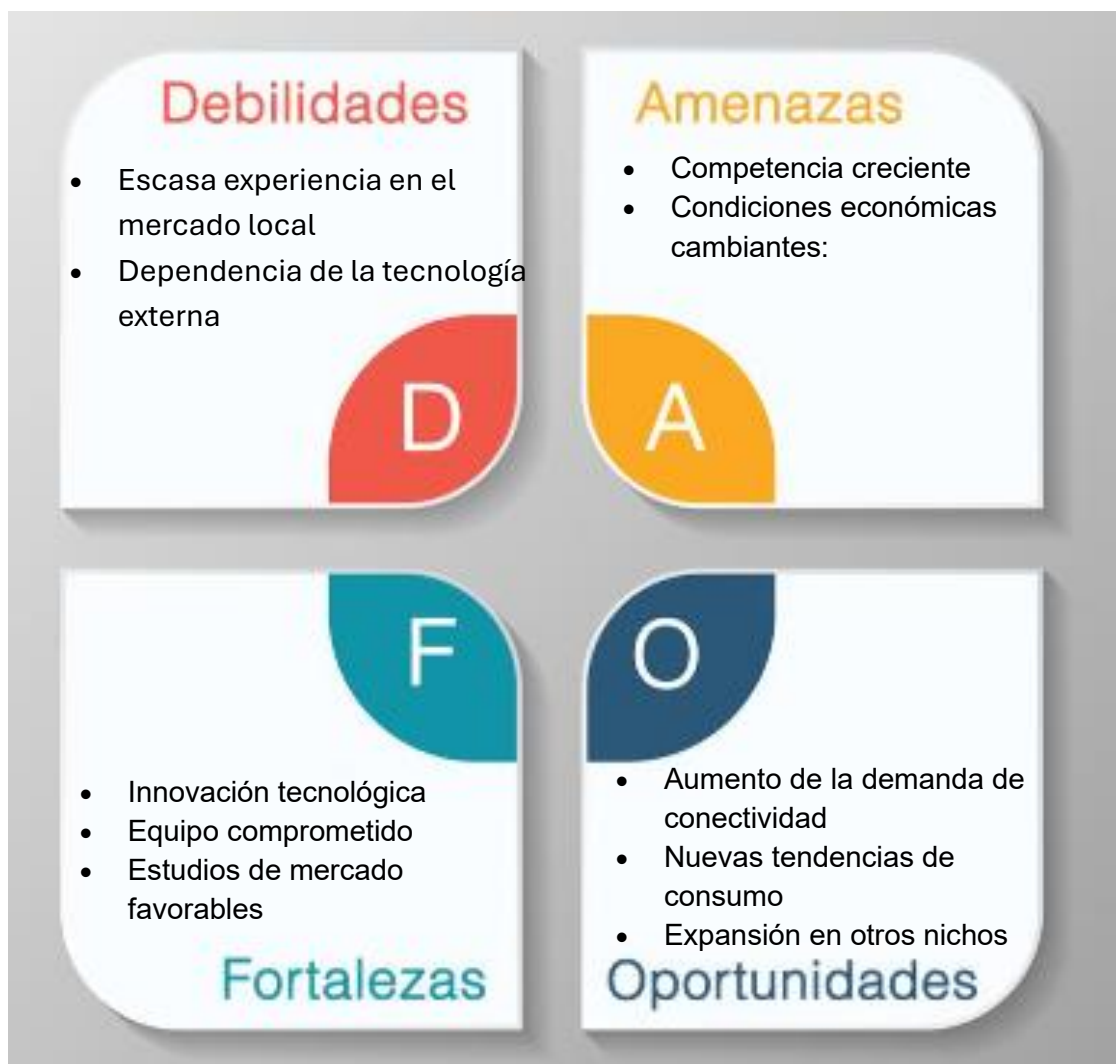 Debilidades
• Escasa experiencia en el
mercado local
• Dependencia de la tecnología
externa
D
Amenazas
• Competencia creciente
• Condiciones económicas
cambiantes:
A
F
• Innovación tecnológica
• Equipo comprometido
• Estudios de mercado
favorables
Fortalezas
O
• Aumento de la demanda de
conectividad
• Nuevas tendencias de
consumo
• Expansión en otros nichos
Oportunidades